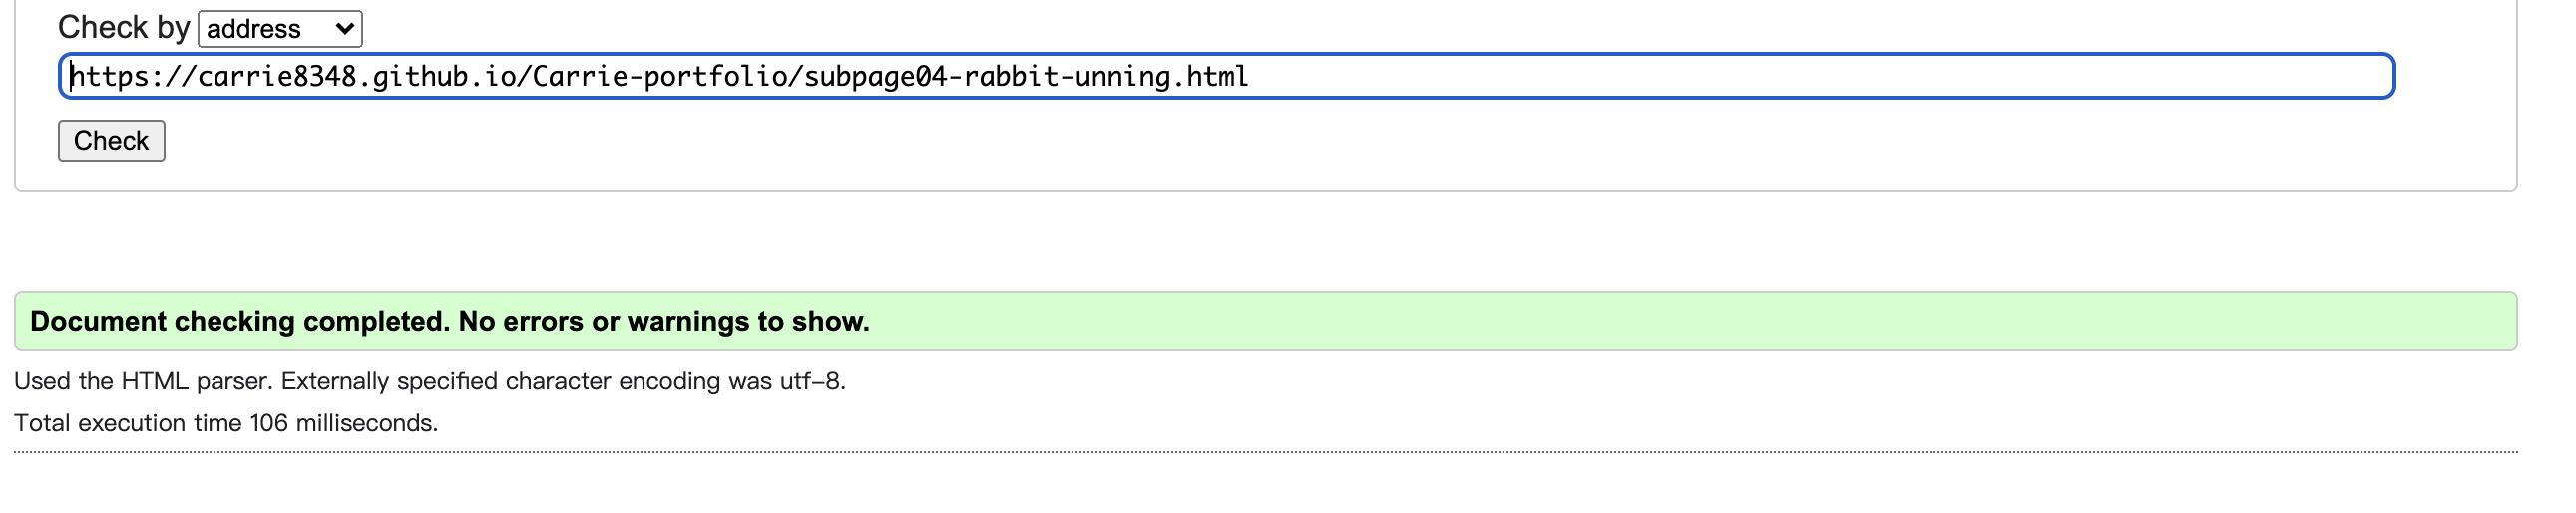 Check by address
https://carrie8348.github.io/Carrie-portfolio/subpage04-rabbit-unning.html
Check
Document checking completed. No errors or warnings to show.
Used the HTML parser. Externally specified character encoding was utf-8.
Total execution time 106 milliseconds.